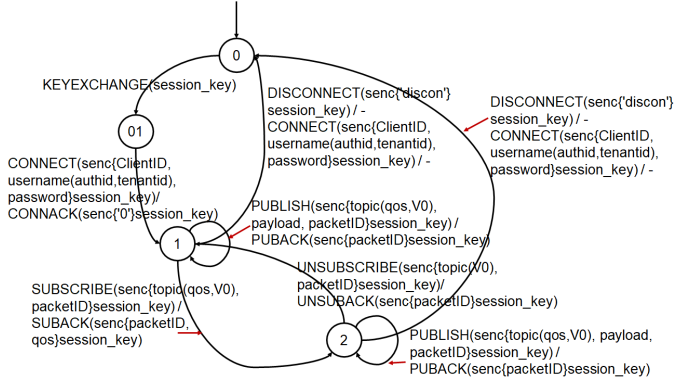 0
KEYEXCHANGE(session_key)
01
DISCONNECT(senc{'discon'}
session_key) / -
CONNECT(senc{ClientID,
username(authid,tenantid),
password}session_key) / -
DISCONNECT(senc{'discon'}
session_key) / -
CONNECT(senc{ClientID,
username(authid,tenantid),
password}session_key) / -
CONNECT(senc{ClientID,
username(authid,tenantid),
password}session_key)/
CONNACK(senc{'0'}session_key)
1
PUBLISH(senc{topic(qos,V0),
payload, packetID}session_key) /
PUBACK(senc{packetID}session_key)
UNSUBSCRIBE(senc{topic(V0),
packetID}session_key)/
UNSUBACK(senc{packetID}session_key)
SUBSCRIBE(senc{topic(qos,V0),
packetID}session_key) /
SUBACK(senc{packetID,
qos}session_key)
2
PUBLISH(senc{topic(qos,V0), payload,
packetID}session_key) /
PUBACK(senc{packetID}session_key)